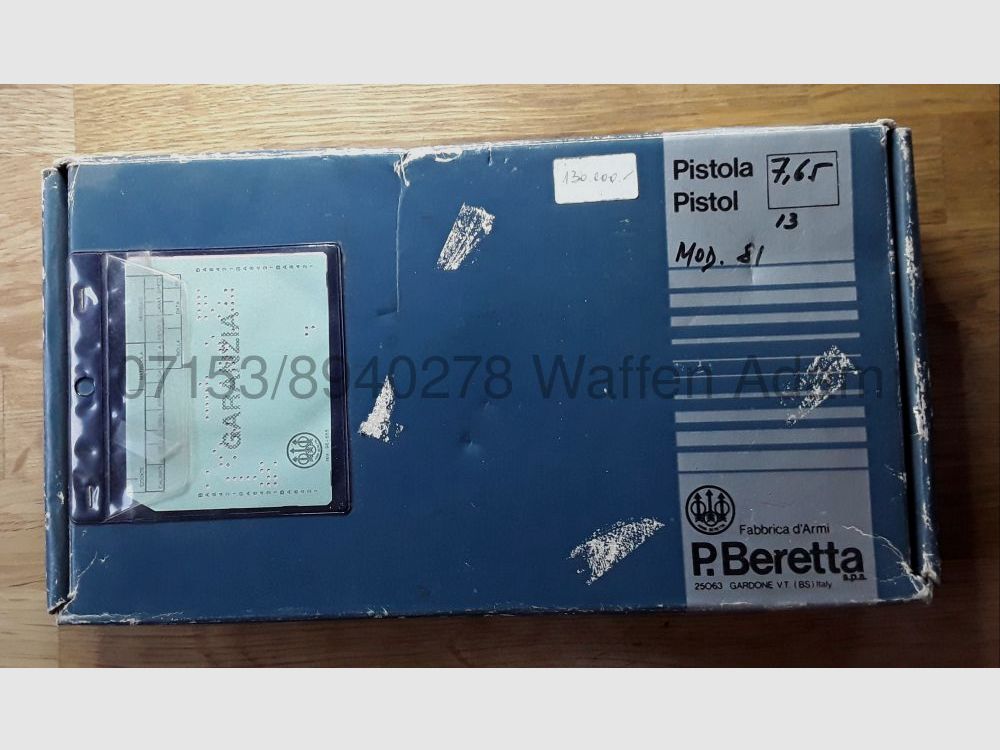 130.000.-
Pistola
Pistol
7,65
13
MOD. 81
GARANZIA
07153/8940278 Waffen Adam
Fabbrica d'Armi
P. Beretta
s.p.a.
25063 GARDONE V.T. (BS) Italy